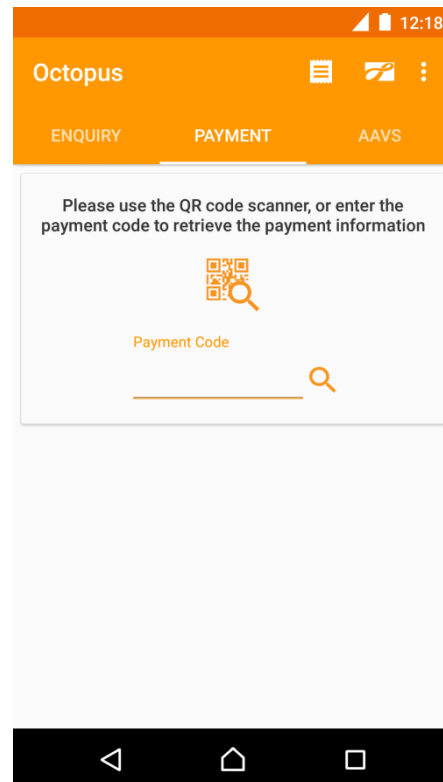 12:18
Octopus
ENQUIRY PAYMENT AAVS
Please use the QR code scanner, or enter the
payment code to retrieve the payment information
Payment Code